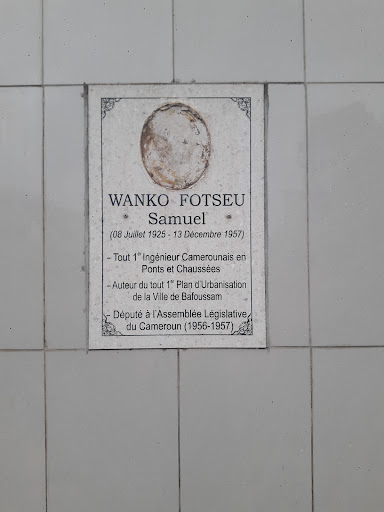 WANKO FOTSEU
Samuel
(08 Juillet 1925 - 13 Décembre 1957)
- Tout 1er Ingénieur Camerounais en
Ponts et Chaussées
- Auteur du tout 1er Plan d'Urbanisation
de la Ville de Bafoussam
- Député à l'Assemblée Législative
du Cameroun (1956-1957)